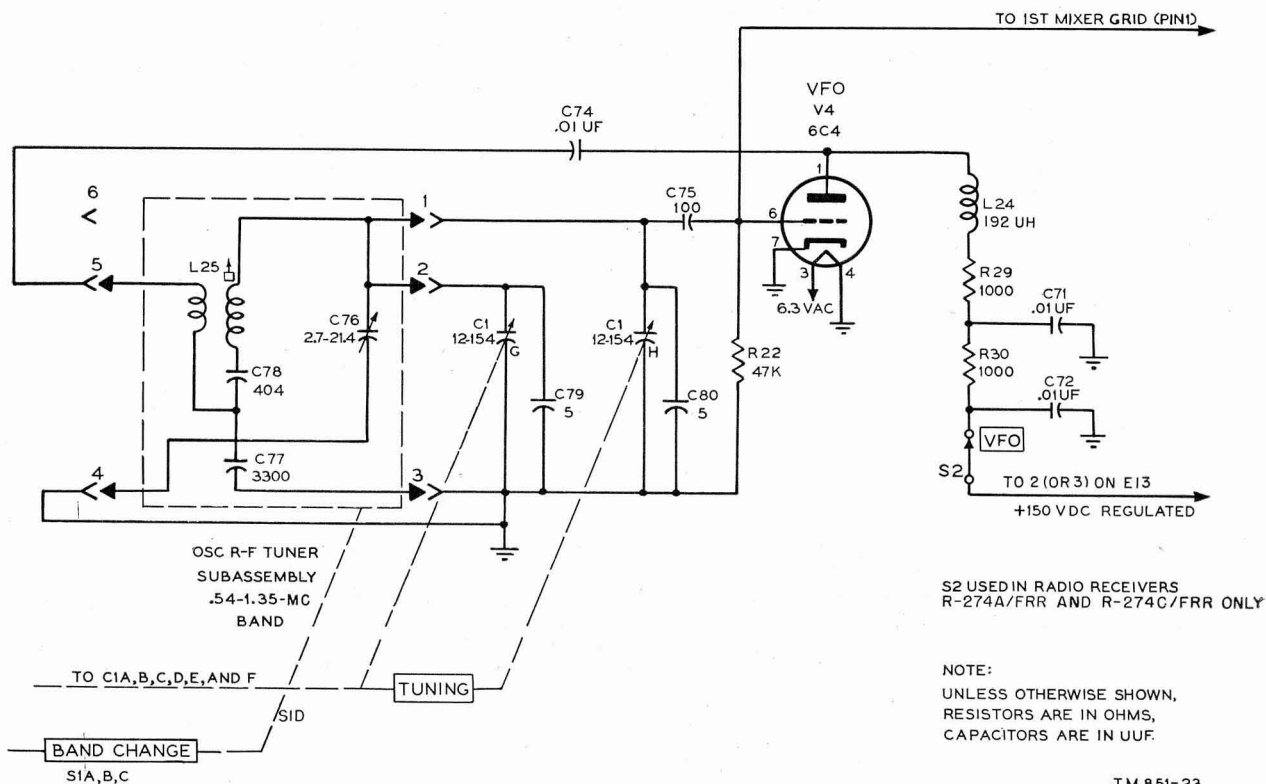 TO 1ST MIXER GRID (PIN1)
VFO
V4
6C4
C74
.01 UF
1
6
7
3
4
6.3 VAC
C75
100
L24
192 UH
R29
1000
C71
.01 UF
R30
1000
C72
.01UF
VFO
S2
TO 2 (OR 3) ON E13
+150 VDC REGULATED
6
5
4
1
2
3
L25
C76
2.7-21.4
C78
404
C77
3300
C1
12-154
G
C79
5
C1
12-154
H
C80
5
R22
47K
OSC R-F TUNER
SUBASSEMBLY
.54-1.35-MC
BAND
TO C1A,B,C,D,E,AND F
TUNING
S1D
BAND CHANGE
S1A,B,C
S2 USED IN RADIO RECEIVERS
R-274A/FRR AND R-274C/FRR ONLY
NOTE:
UNLESS OTHERWISE SHOWN,
RESISTORS ARE IN OHMS,
CAPACITORS ARE IN UUF.